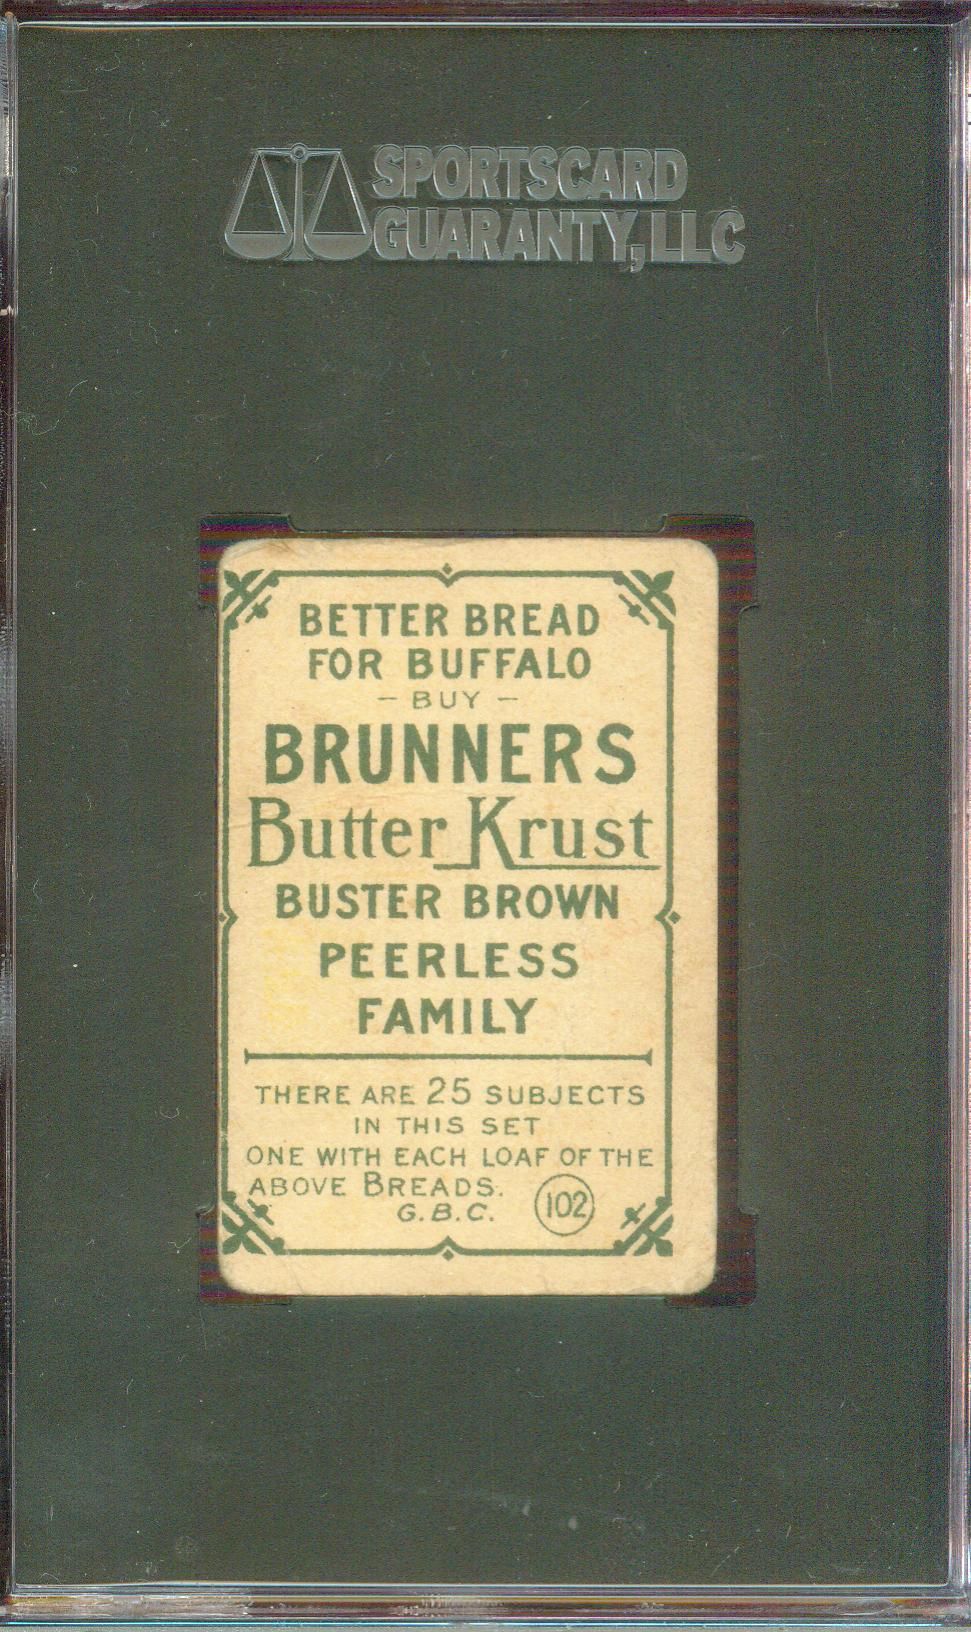 SPORTSCARD
GUARANTY, LLC
BETTER BREAD
FOR BUFFALO
– BUY –
BRUNNERS
Butter Krust
BUSTER BROWN
PEERLESS
FAMILY
THERE ARE 25 SUBJECTS
IN THIS SET
ONE WITH EACH LOAF OF THE
ABOVE BREADS.
G.B.C. 102